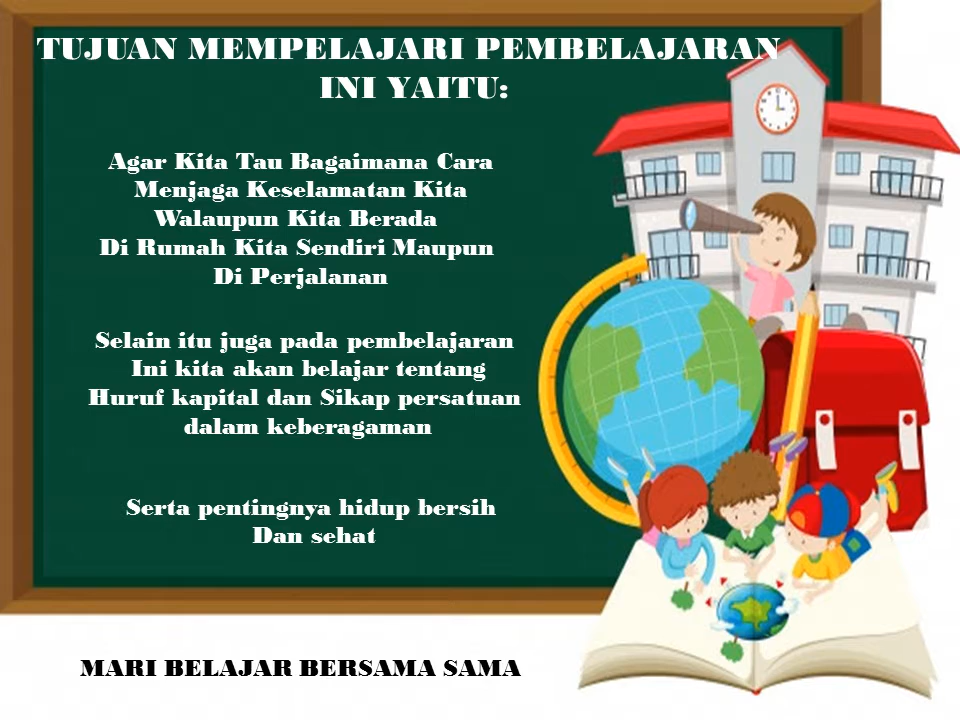 TUJUAN MEMPELAJARI PEMBELAJARAN
INI YAITU:
Agar Kita Tau Bagaimana Cara
Menjaga Keselamatan Kita
Walaupun Kita Berada
Di Rumah Kita Sendiri Maupun
Di Perjalanan
Selain itu juga pada pembelajaran
Ini kita akan belajar tentang
Huruf kapital dan Sikap persatuan
dalam keberagaman
Serta pentingnya hidup bersih
Dan sehat
MARI BELAJAR BERSAMA SAMA